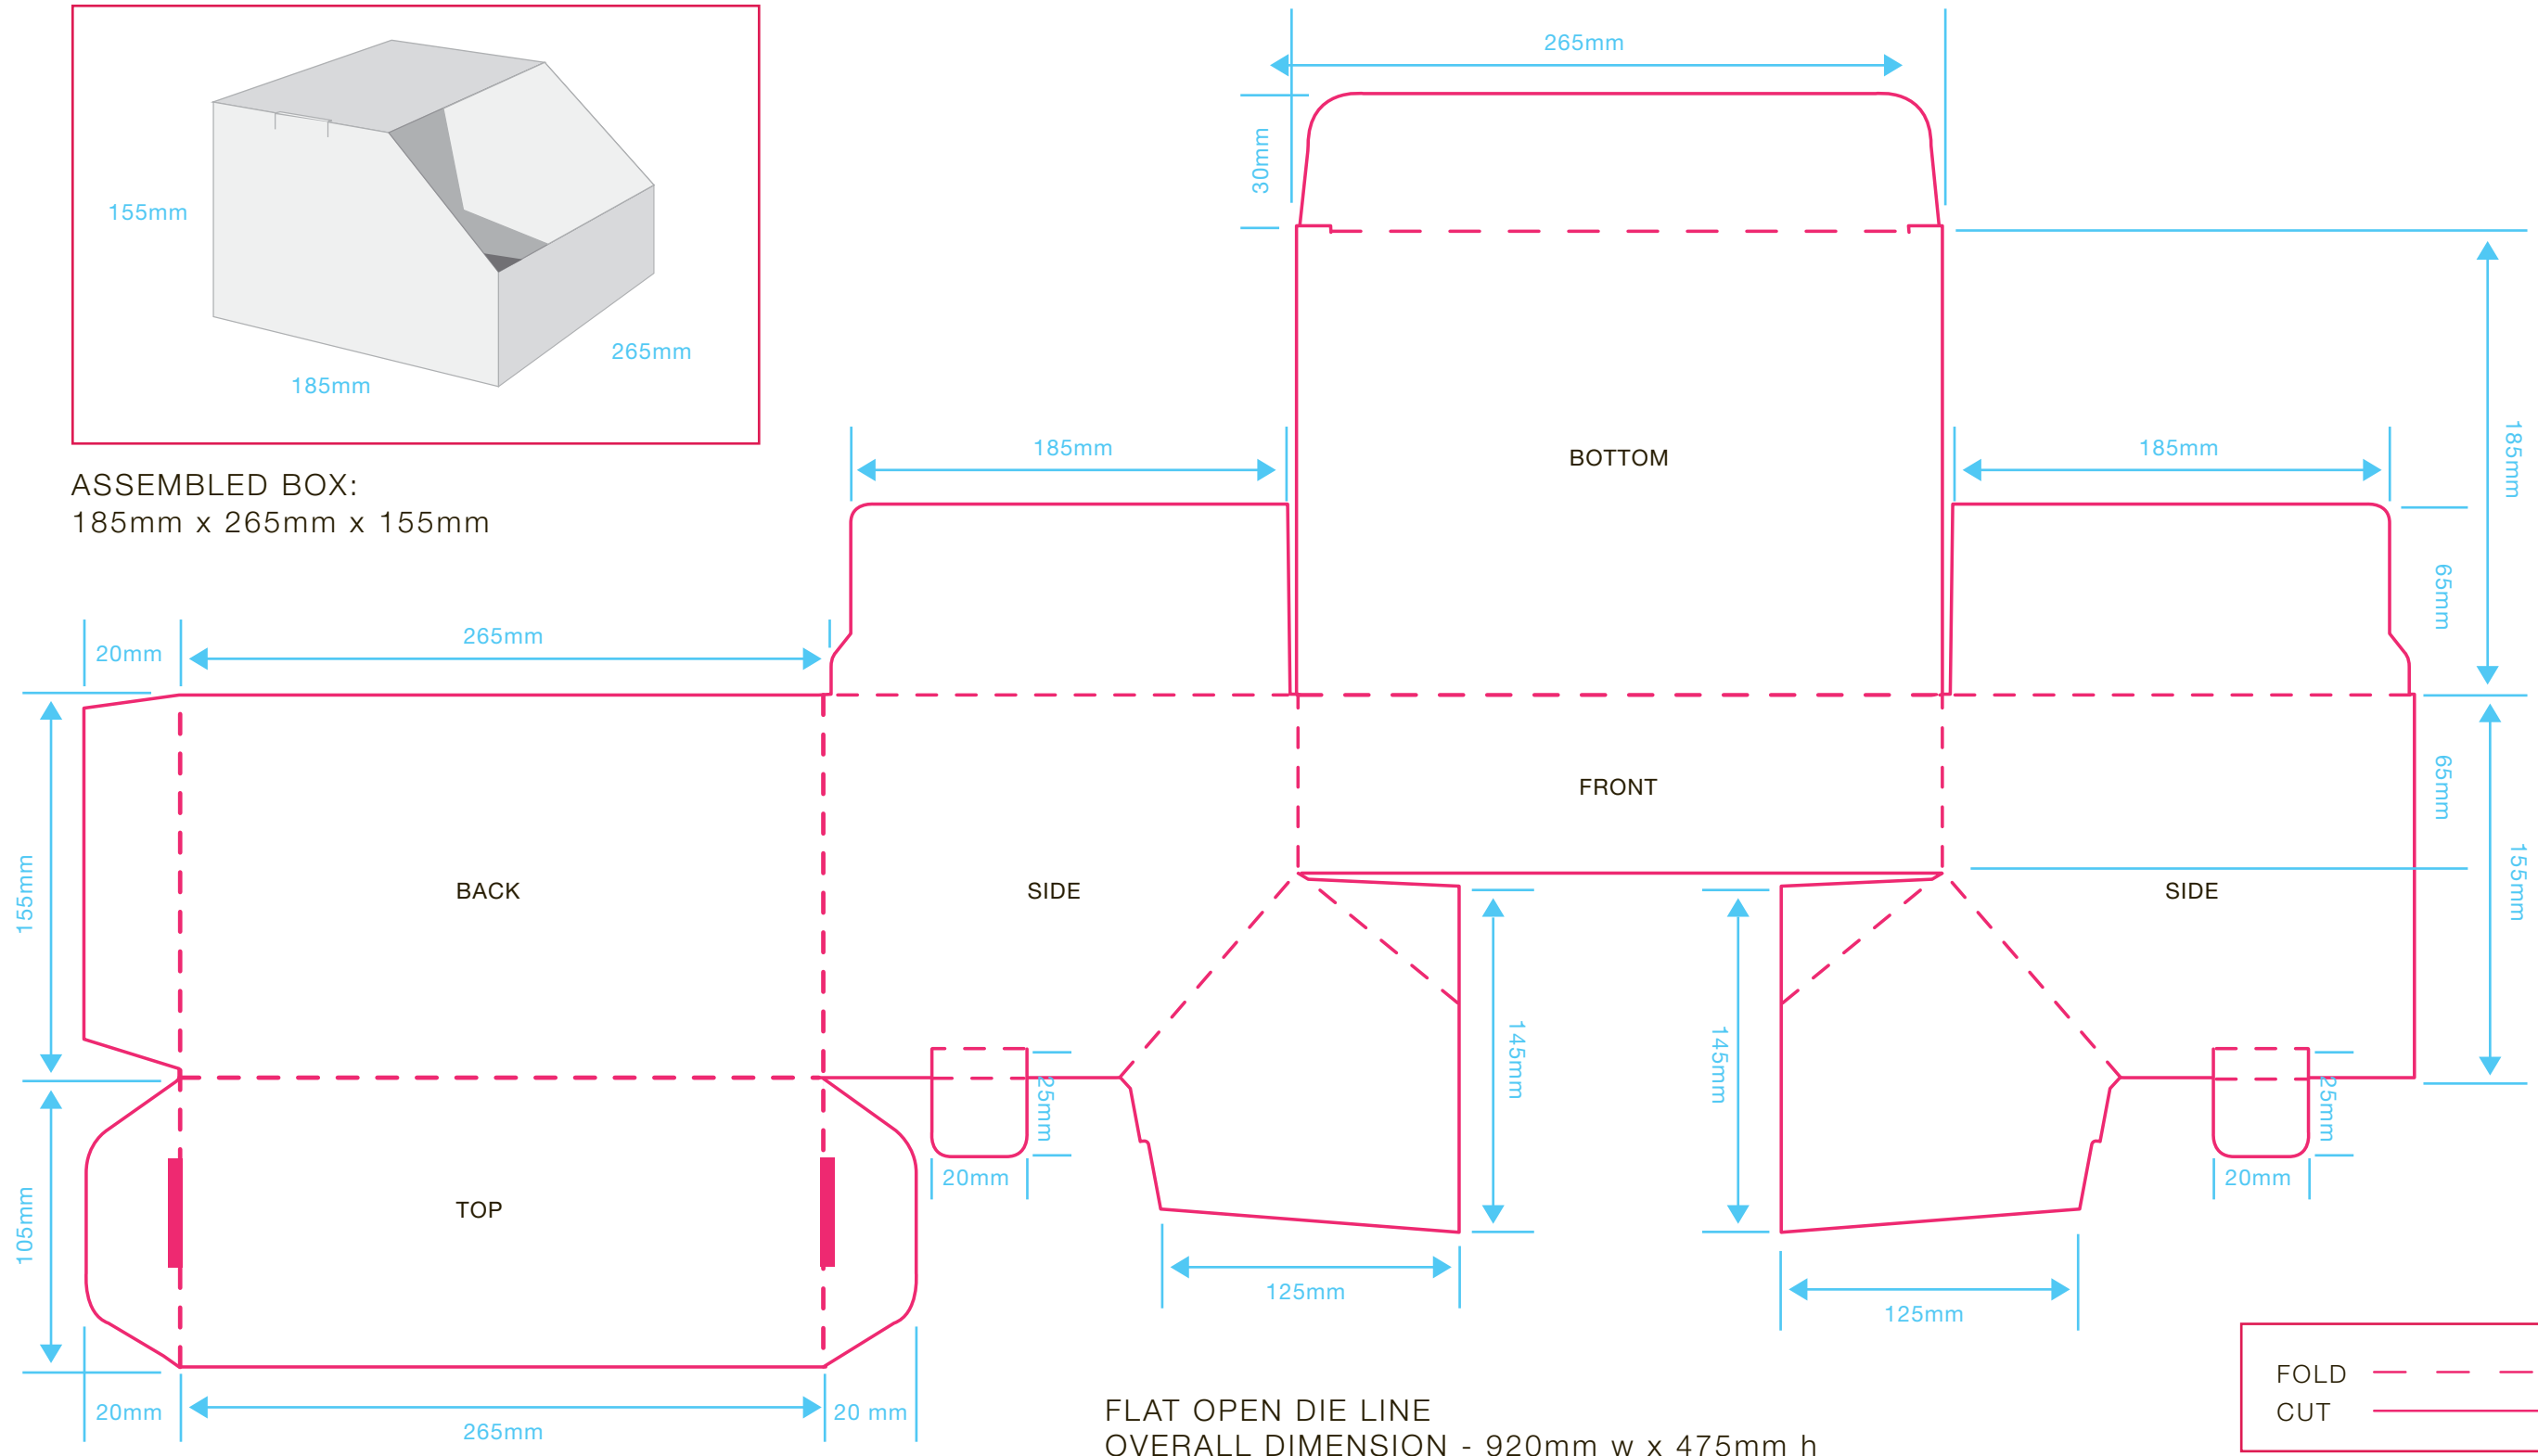 265mm
30mm
155mm
265mm
185mm
ASSEMBLED BOX:
185mm x 265mm x 155mm
185mm
BOTTOM
185mm
185mm
65mm
20mm
265mm
FRONT
65mm
155mm
155mm
BACK
SIDE
SIDE
145mm
145mm
25mm
25mm
20mm
20mm
105mm
TOP
125mm
125mm
20mm
265mm
20 mm
FLAT OPEN DIE LINE
OVERALL DIMENSION - 920mm w x 475mm h
FOLD
CUT